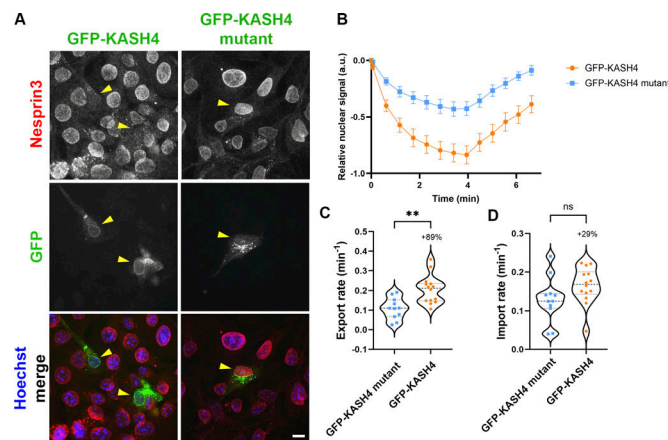 A
GFP-KASH4
GFP-KASH4
mutant
Nesprin3
GFP
Hoechst
merge
B
Relative nuclear signal (a.u.)
0.0
-0.5
-1.0
0
2
4
6
Time (min)
GFP-KASH4
GFP-KASH4 mutant
C
**
+89%
Export rate (min-1)
0.5
0.4
0.3
0.2
0.1
0.0
GFP-KASH4 mutant
GFP-KASH4
D
ns
+29%
Import rate (min-1)
0.3
0.2
0.1
0.0
GFP-KASH4 mutant
GFP-KASH4